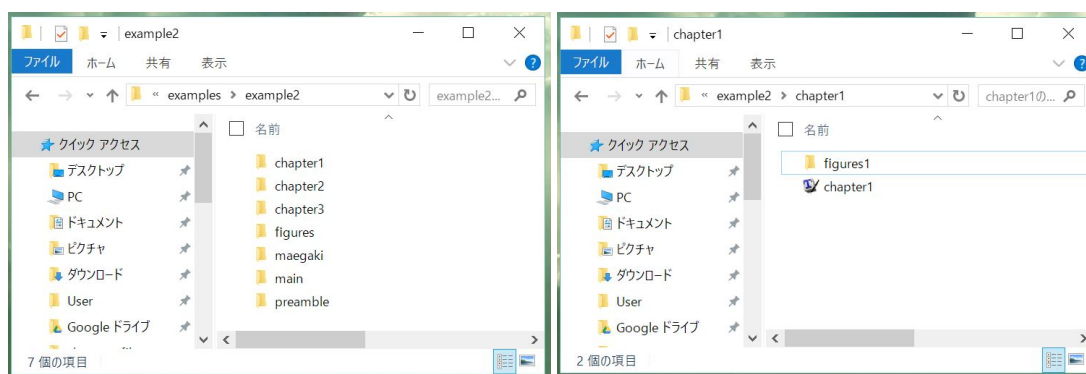 example2
ファイル ホーム 共有 表示
« examples > example2
example2...
名前
クイック アクセス
デスクトップ
PC
ドキュメント
ピクチャ
ダウンロード
User
Google ドライブ
chapter1
chapter2
chapter3
figures
maegaki
main
preamble
7 個の項目
chapter1
ファイル ホーム 共有 表示
« example2 > chapter1
chapter1の...
名前
クイック アクセス
デスクトップ
PC
ドキュメント
ピクチャ
ダウンロード
User
Google ドライブ
figures1
chapter1
2 個の項目